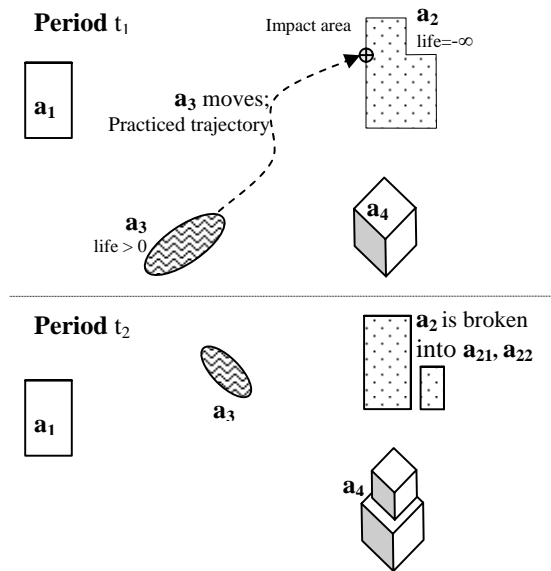 Period t1
Impact area
a2
life=-∞
a1
a3 moves;
Practiced trajectory
a3
life > 0
a4
Period t2
a2 is broken
into a21, a22
a3
a1
a4